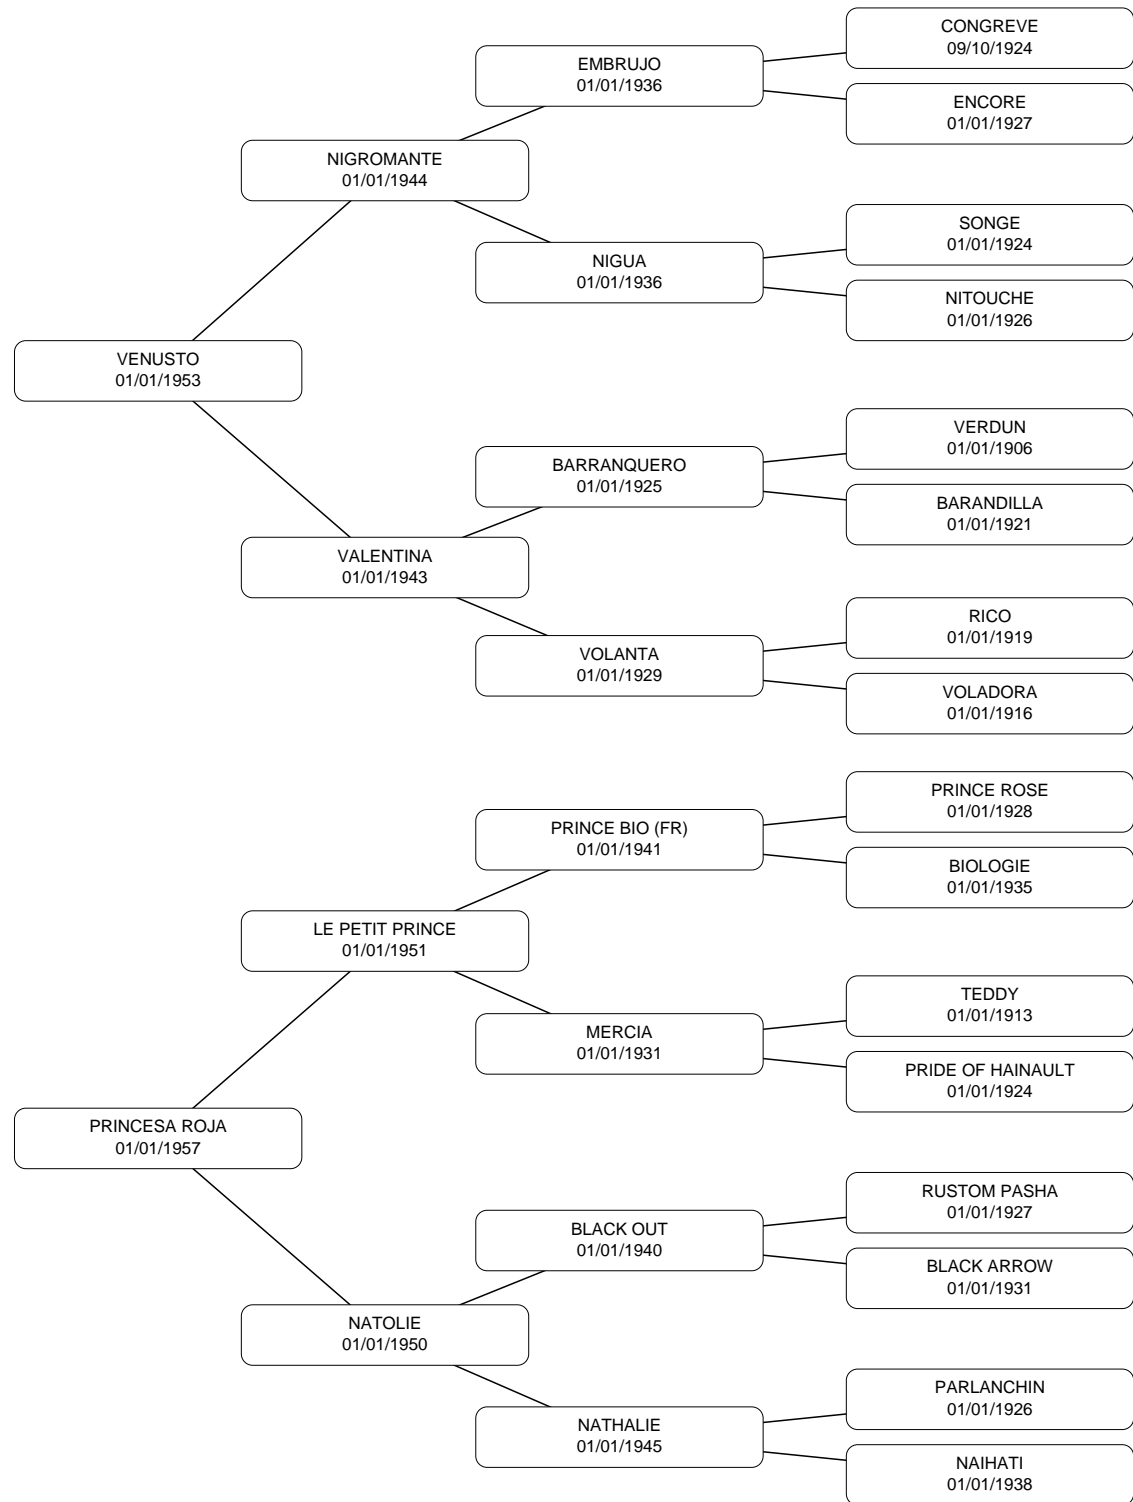 CONGREVE
09/10/1924
EMBRUJO
01/01/1936
ENCORE
01/01/1927
NIGROMANTE
01/01/1944
SONGE
01/01/1924
NIGUA
01/01/1936
NITOUCHE
01/01/1926
VENUSTO
01/01/1953
VERDUN
01/01/1906
BARRANQUERO
01/01/1925
BARANDILLA
01/01/1921
VALENTINA
01/01/1943
RICO
01/01/1919
VOLANTA
01/01/1929
VOLADORA
01/01/1916
PRINCE ROSE
01/01/1928
PRINCE BIO (FR)
01/01/1941
BIOLOGIE
01/01/1935
LE PETIT PRINCE
01/01/1951
TEDDY
01/01/1913
MERCIA
01/01/1931
PRIDE OF HAINAULT
01/01/1924
PRINCESA ROJA
01/01/1957
RUSTOM PASHA
01/01/1927
BLACK OUT
01/01/1940
BLACK ARROW
01/01/1931
NATOLIE
01/01/1950
PARLANCHIN
01/01/1926
NATHALIE
01/01/1945
NAIHATI
01/01/1938